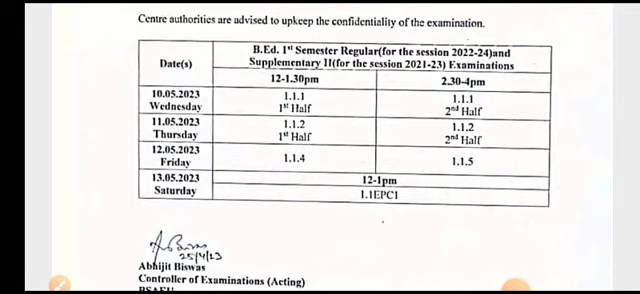 Centre authorities are advised to upkeep the confidentiality of the examination.
Date(s)
B.Ed. 1st Semester Regular(for the session 2022-24)and
Supplementary II(for the session 2021-23) Examinations
12-1.30pm 2.30-4pm
10.05.2023
Wednesday
1.1.1
1st Half
1.1.1
2nd Half
11.05.2023
Thursday
1.1.2
1st Half
1.1.2
2nd Half
12.05.2023
Friday
1.1.4
1.1.5
13.05.2023
Saturday
12-1pm
1.1EPC1
25/4/23
Abhijit Biswas
Controller of Examinations (Acting)